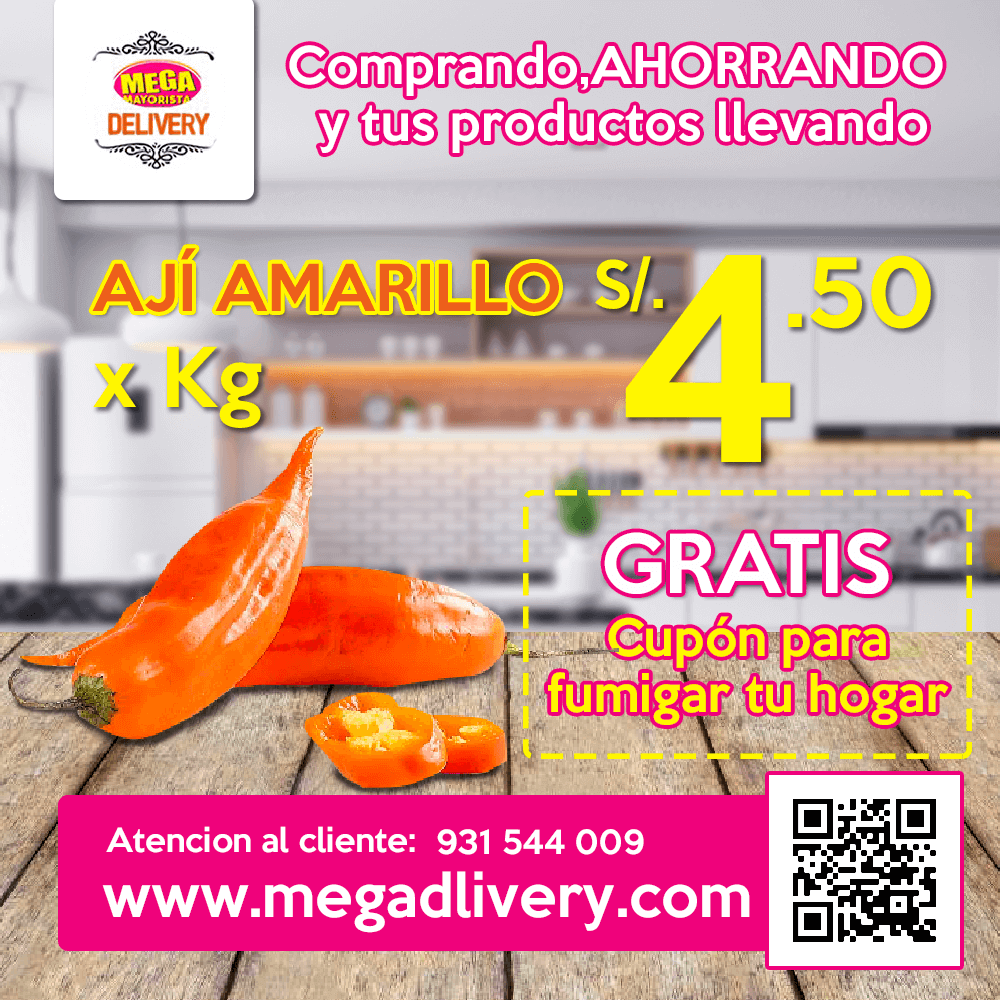 MEGA
MAYORISTA
DELIVERY
Comprando,AHORRANDO
y tus productos llevando
AJÍ AMARILLO S/. 4.50
x Kg
GRATIS
Cupón para
fumigar tu hogar
Atencion al cliente: 931 544 009
www.megadlivery.com